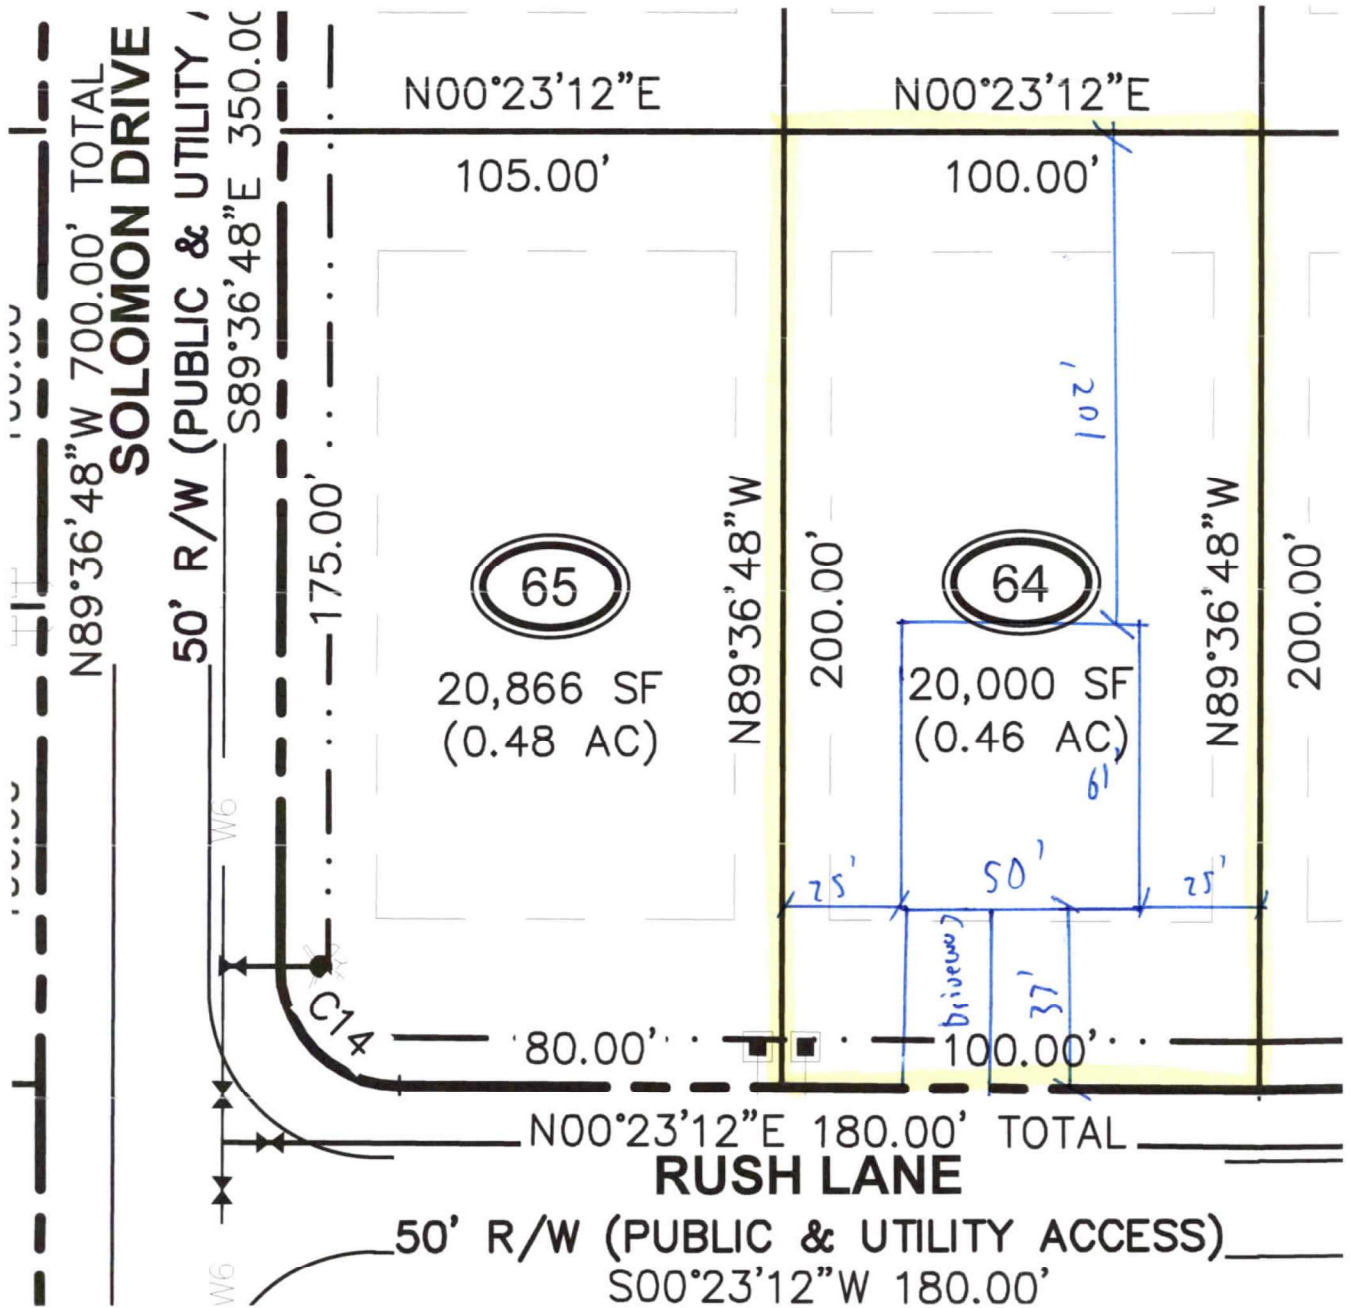 N89°36'48"W 700.00' TOTAL
SOLOMON DRIVE
50' R/W (PUBLIC & UTILITY
S89°36'48"E 350.00
175.00'
N00°23'12"E
105.00'
N00°23'12"E
100.00'
102'
65
20,866 SF
(0.48 AC)
N89°36'48"W
200.00'
64
20,000 SF
(0.46 AC)
N89°36'48"W
200.00'
61'
25'
50'
25'
Driveway
37'
W6
C14
80.00'
100.00'
N00°23'12"E 180.00' TOTAL
RUSH LANE
50' R/W (PUBLIC & UTILITY ACCESS)
S00°23'12"W 180.00'
W6